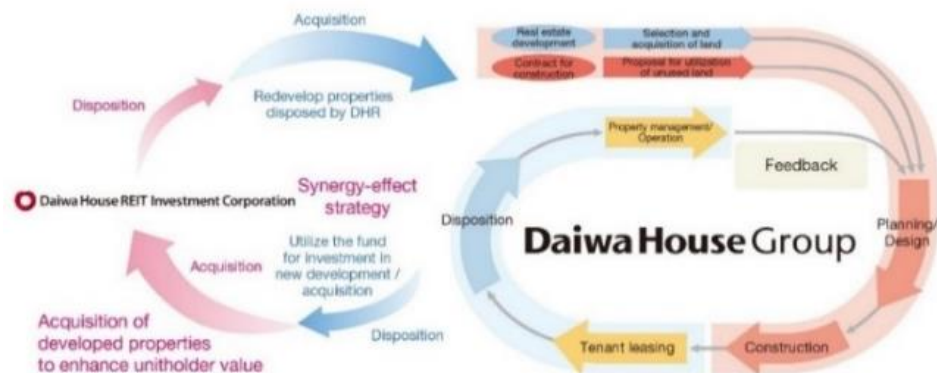 Acquisition
Disposition
Redevelop properties
disposed by DHR
Daiwa House REIT Investment Corporation
Synergy-effect
strategy
Utilize the fund
for investment in
new development /
acquisition
Acquisition
Disposition
Acquisition of
developed properties
to enhance unitholder value
Real estate
development
Selection and
acquisition of land
Contract for
construction
Proposal for utilization
of unused land
Property management/
Operation
Feedback
Disposition
Daiwa House Group
Planning/
Design
Tenant leasing
Construction